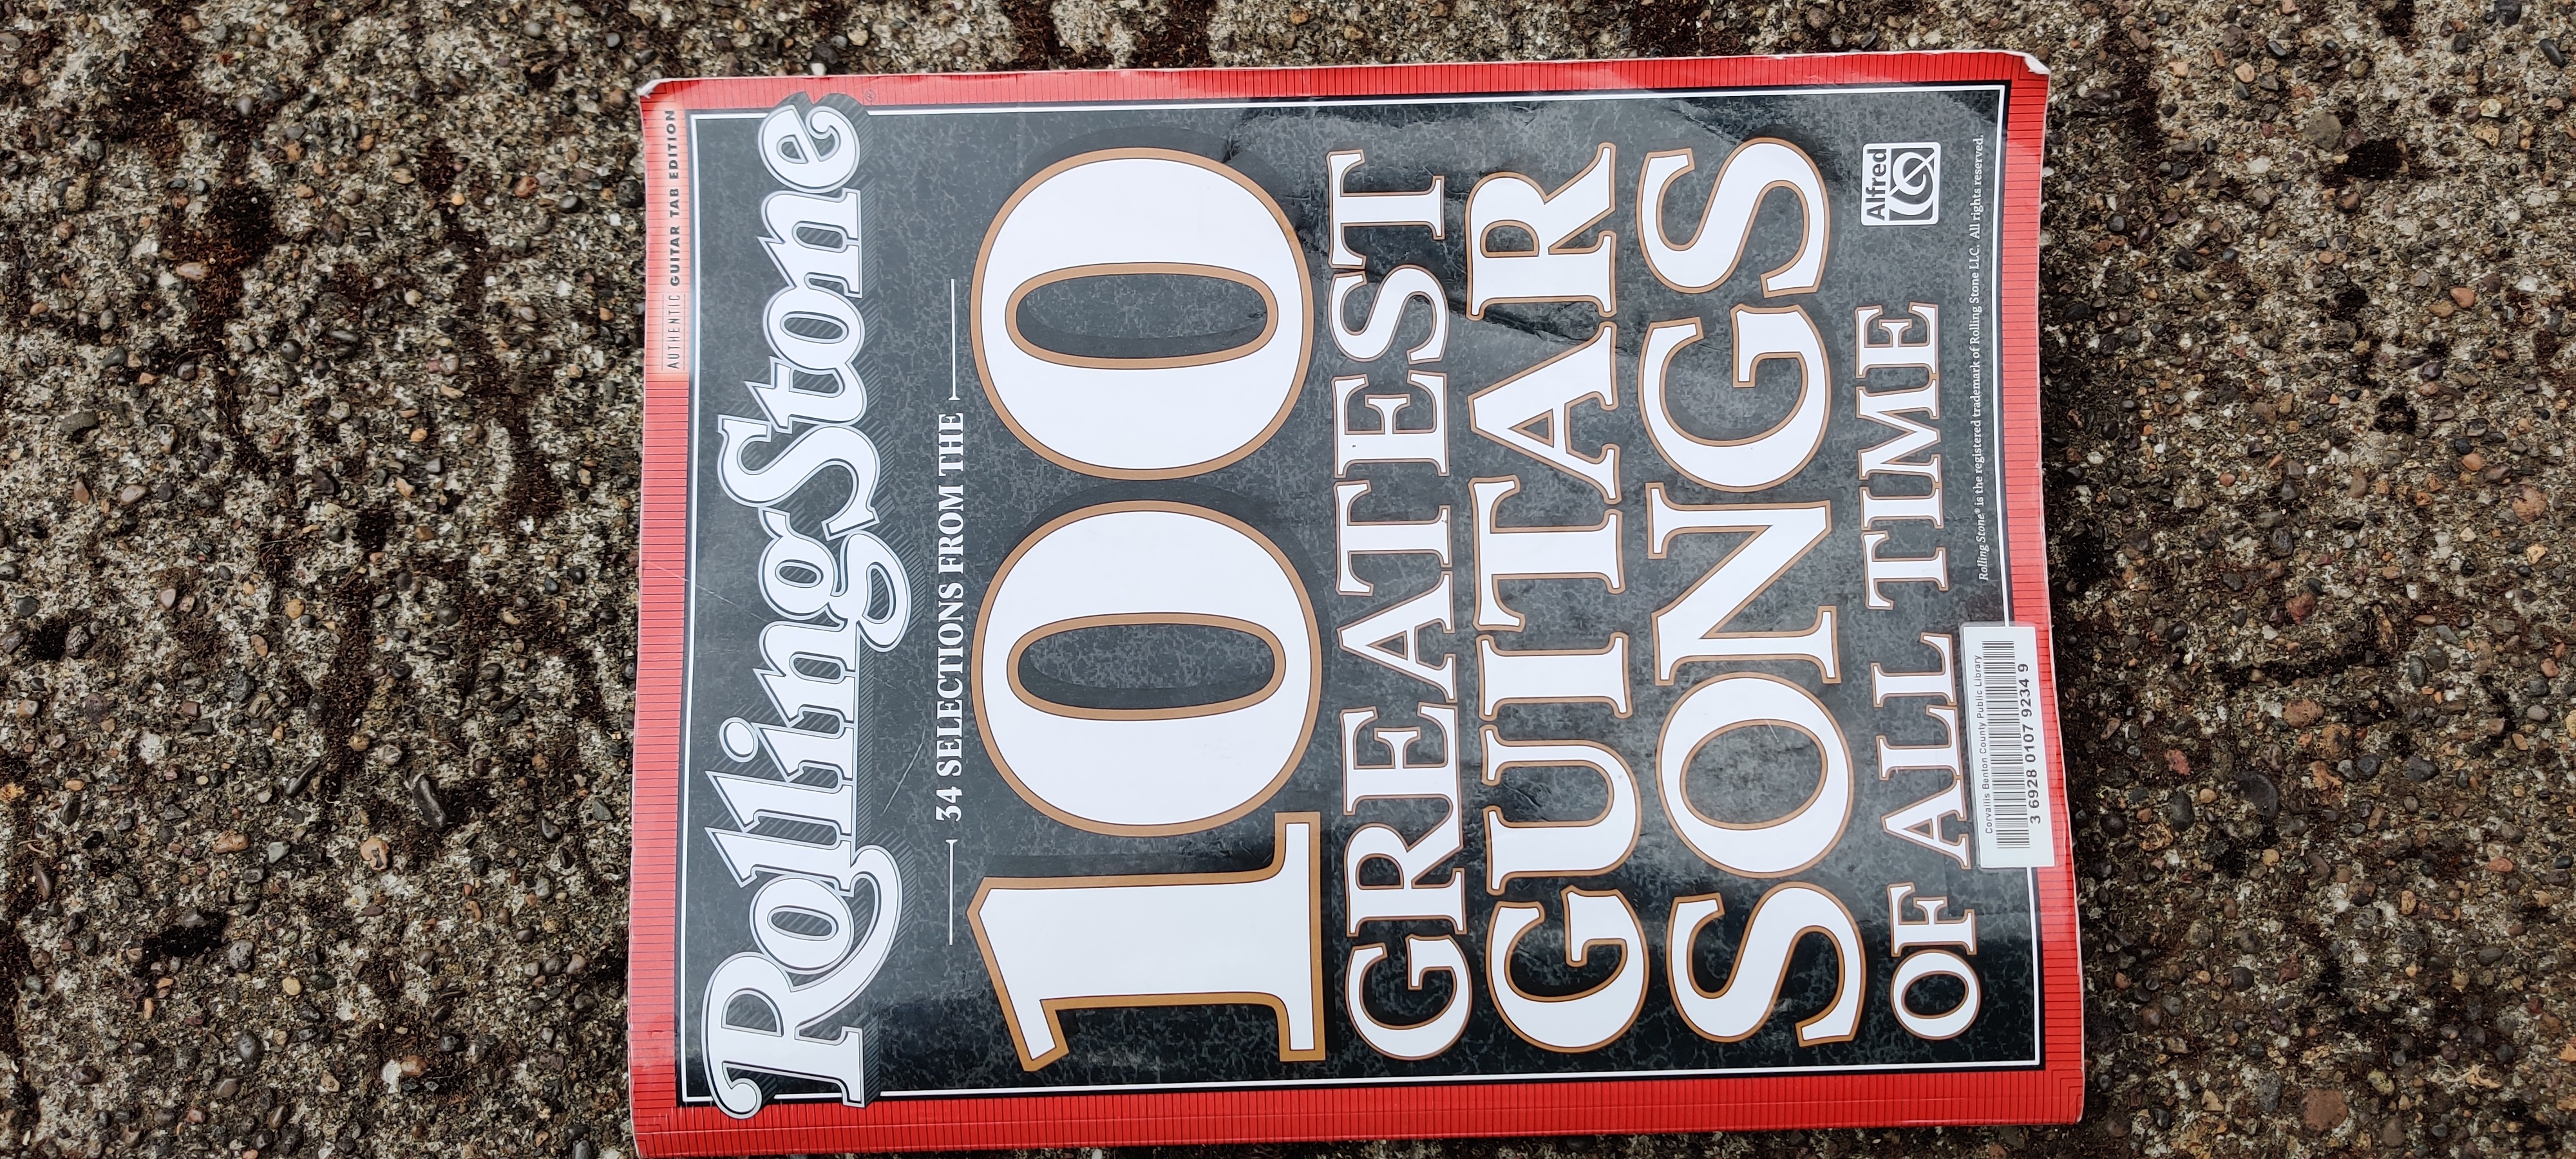 AUTHENTIC GUITAR TAB EDITION
RollingStone
®
34 SELECTIONS FROM THE
100
GREATEST
GUITAR
SONGS
OF ALL TIME
Alfred
Corvallis Benton County Public Library
3 6928 0107 9234 9
Rolling Stone® is the registered trademark of Rolling Stone LLC. All rights reserved.